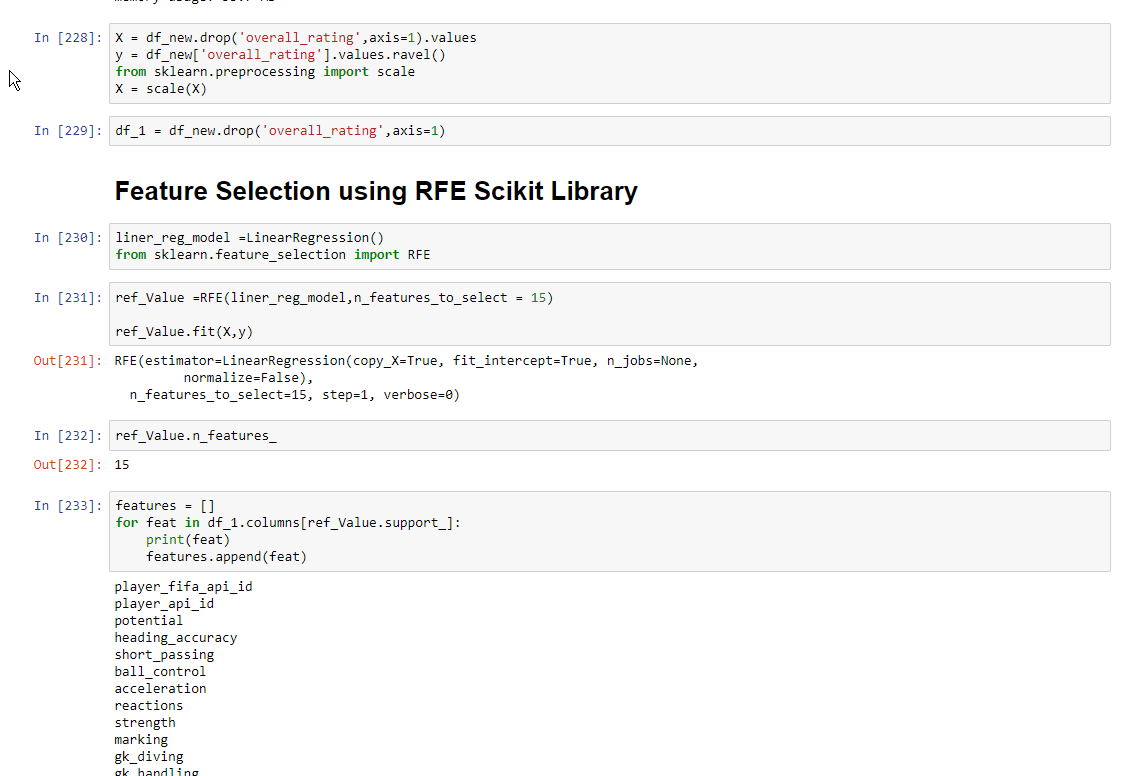 In [228]: X = df_new.drop('overall_rating',axis=1).values
y = df_new['overall_rating'].values.ravel()
from sklearn.preprocessing import scale
X = scale(X)
In [229]: df_1 = df_new.drop('overall_rating',axis=1)
Feature Selection using RFE Scikit Library
In [230]: liner_reg_model =LinearRegression()
from sklearn.feature_selection import RFE
In [231]: ref_Value =RFE(liner_reg_model,n_features_to_select = 15)
ref_Value.fit(X,y)
Out[231]: RFE(estimator=LinearRegression(copy_X=True, fit_intercept=True, n_jobs=None,
normalize=False),
n_features_to_select=15, step=1, verbose=0)
In [232]: ref_Value.n_features_
Out[232]: 15
In [233]: features = []
for feat in df_1.columns[ref_Value.support_]:
print(feat)
features.append(feat)
player_fifa_api_id
player_api_id
potential
heading_accuracy
short_passing
ball_control
acceleration
reactions
strength
marking
gk_diving
gk_handling